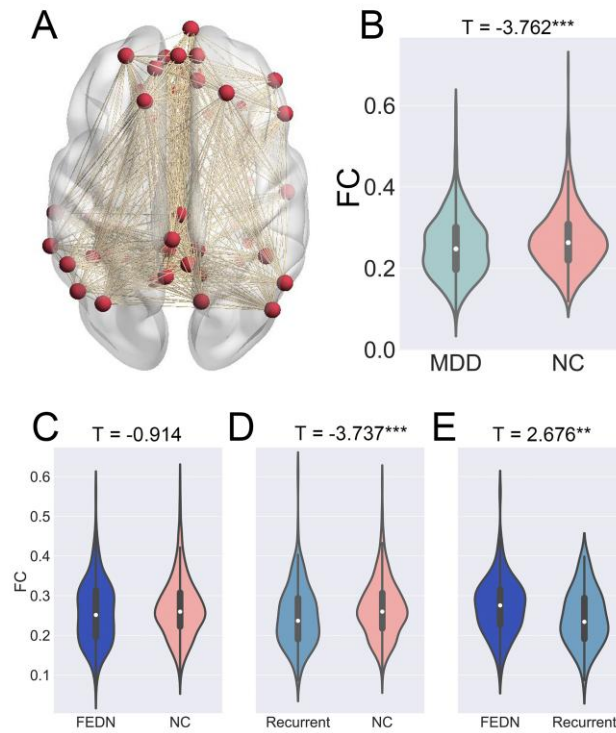 A
B
T = -3.762***
FC
0.6
0.4
0.2
0.0
MDD NC
C
T = -0.914
D
T = -3.737***
E
T = 2.676**
FC
0.6
0.5
0.4
0.3
0.2
0.1
FEDN NC
Recurrent NC
FEDN Recurrent